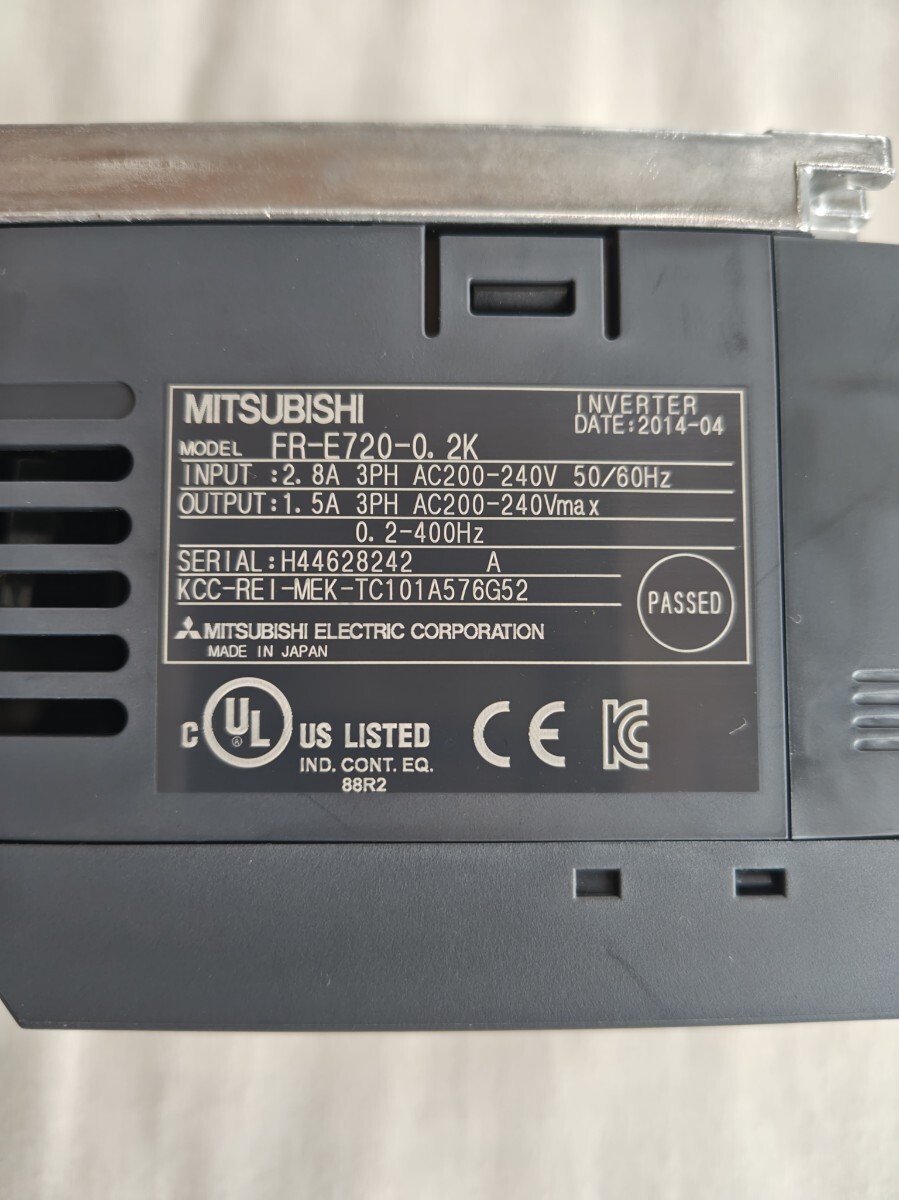 MITSUBISHI
INVERTER
DATE:2014-04
MODEL FR-E720-0.2K
INPUT :2.8A 3PH AC200-240V 50/60Hz
OUTPUT:1.5A 3PH AC200-240Vmax
0.2-400Hz
SERIAL:H44628242 A
KCC-REI-MEK-TC101A576G52
PASSED
MITSUBISHI ELECTRIC CORPORATION
MADE IN JAPAN
C UL US LISTED
IND. CONT. EQ.
88R2
CE
KC